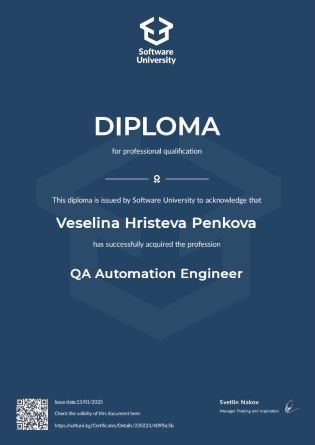 Software
University
DIPLOMA
for professional qualification
This diploma is issued by Software University to acknowledge that
Veselina Hristeva Penkova
has successfully acquired the profession
QA Automation Engineer
Issue date:13/01/2025
Check the validity of this document here:
https://softuni.bg/Certificates/Details/235223/40ffbc5b
Svetlin Nakov
Manager Training and Inspiration